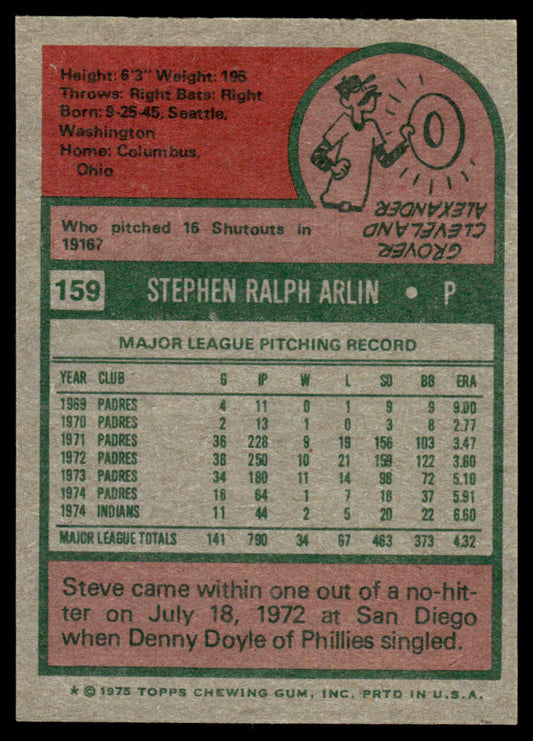 Height: 6'3" Weight: 195
Throws: Right Bats: Right
Born: 9-25-45, Seattle,
Washington
Home: Columbus,
Ohio
0
GROVER
CLEVELAND
ALEXANDER
Who pitched 16 Shutouts in
1916?
159 STEPHEN RALPH ARLIN • P
MAJOR LEAGUE PITCHING RECORD
YEAR CLUB G IP W L SO BB ERA
1969 PADRES 4 11 0 1 9 9 9.00
1970 PADRES 2 13 1 0 3 8 2.77
1971 PADRES 36 228 9 19 156 103 3.47
1972 PADRES 38 250 10 21 159 122 3.60
1973 PADRES 34 180 11 14 98 72 5.10
1974 PADRES 16 64 1 7 18 37 5.91
1974 INDIANS 11 44 2 5 20 22 6.60
MAJOR LEAGUE TOTALS 141 790 34 67 463 373 4.32
Steve came within one out of a no-hit-
ter on July 18, 1972 at San Diego
when Denny Doyle of Phillies singled.
* © 1975 TOPPS CHEWING GUM, INC. PRTD IN U.S.A.